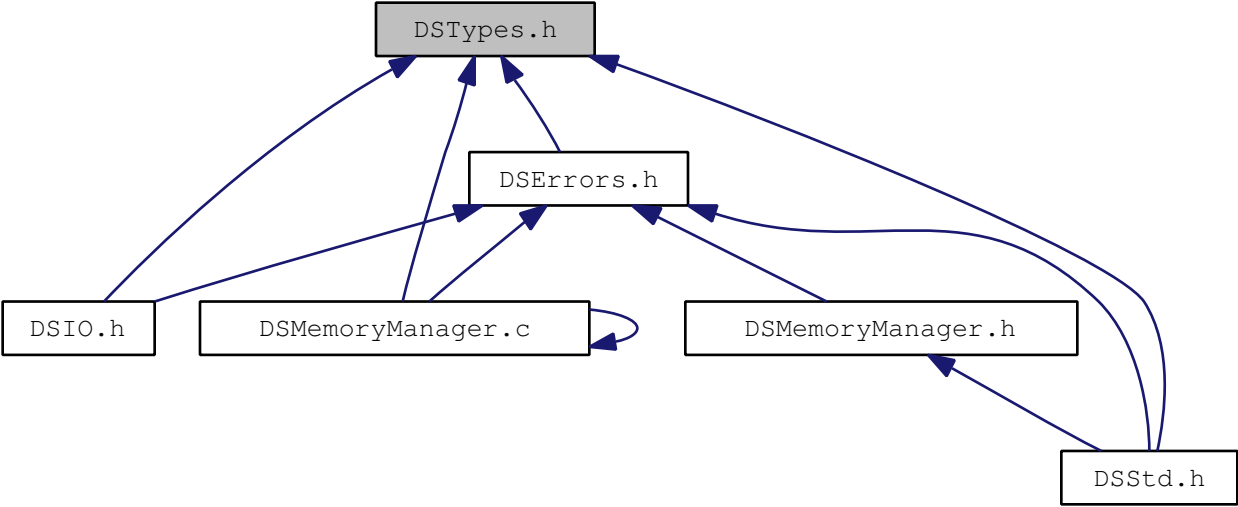 DSTypes.h
DSErrors.h
DSIO.h
DSMemoryManager.c
DSMemoryManager.h
DSStd.h